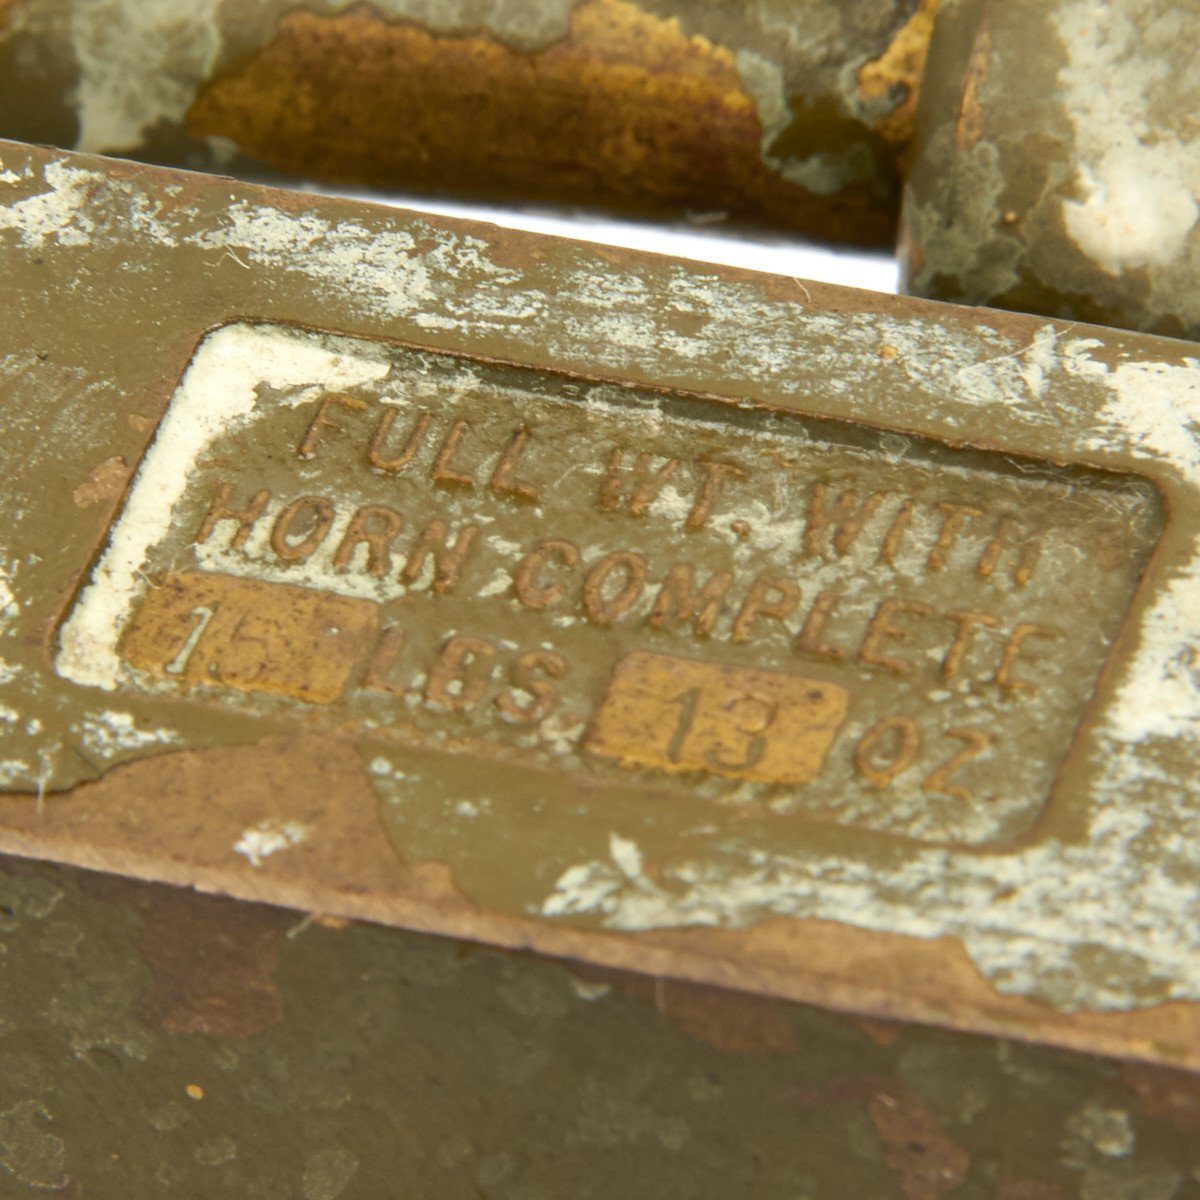 FULL WT. WITH
HORN COMPLETE
15 LBS. 13 OZ